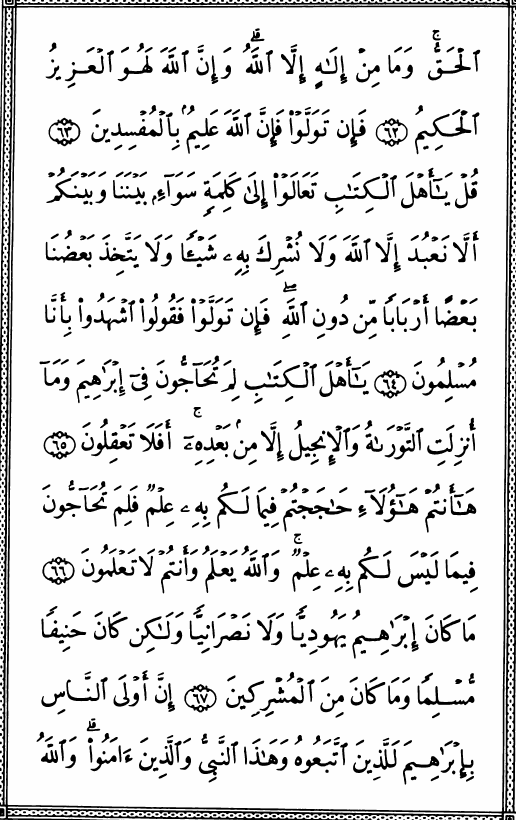 ٱلۡحَقُّۚ وَمَا مِنۡ إِلَٰهٍ إِلَّا ٱللَّهُۚ وَإِنَّ ٱللَّهَ لَهُوَ ٱلۡعَزِيزُ
ٱلۡحَكِيمُ ٦٢ فَإِن تَوَلَّوۡاْ فَإِنَّ ٱللَّهَ عَلِيمُۢ بِٱلۡمُفۡسِدِينَ ٦٣
قُلۡ يَٰٓأَهۡلَ ٱلۡكِتَٰبِ تَعَالَوۡاْ إِلَىٰ كَلِمَةٖ سَوَآءِۭ بَيۡنَنَا وَبَيۡنَكُمۡ
أَلَّا نَعۡبُدَ إِلَّا ٱللَّهَ وَلَا نُشۡرِكَ بِهِۦ شَيۡـٔٗا وَلَا يَتَّخِذَ بَعۡضُنَا
بَعۡضًا أَرۡبَابٗا مِّن دُونِ ٱللَّهِۚ فَإِن تَوَلَّوۡاْ فَقُولُواْ ٱشۡهَدُواْ بِأَنَّا
مُسۡلِمُونَ ٦٤ يَٰٓأَهۡلَ ٱلۡكِتَٰبِ لِمَ تُحَآجُّونَ فِيٓ إِبۡرَٰهِيمَ وَمَآ
أُنزِلَتِ ٱلتَّوۡرَىٰةُ وَٱلۡإِنجِيلُ إِلَّا مِنۢ بَعۡدِهِۦٓۚ أَفَلَا تَعۡقِلُونَ ٦٥
هَٰٓأَنتُمۡ هَٰٓؤُلَآءِ حَٰجَجۡتُمۡ فِيمَا لَكُم بِهِۦ عِلۡمٞ فَلِمَ تُحَآجُّونَ
فِيمَا لَيۡسَ لَكُم بِهِۦ عِلۡمٞۚ وَٱللَّهُ يَعۡلَمُ وَأَنتُمۡ لَا تَعۡلَمُونَ ٦٦
مَا كَانَ إِبۡرَٰهِيمُ يَهُودِيّٗا وَلَا نَصۡرَانِيّٗا وَلَٰكِن كَانَ حَنِيفٗا
مُّسۡلِمٗا وَمَا كَانَ مِنَ ٱلۡمُشۡرِكِينَ ٦٧ إِنَّ أَوۡلَى ٱلنَّاسِ
بِإِبۡرَٰهِيمَ لَلَّذِينَ ٱتَّبَعُوهُ وَهَٰذَا ٱلنَّبِيُّ وَٱلَّذِينَ ءَامَنُواْۗ وَٱللَّهُ